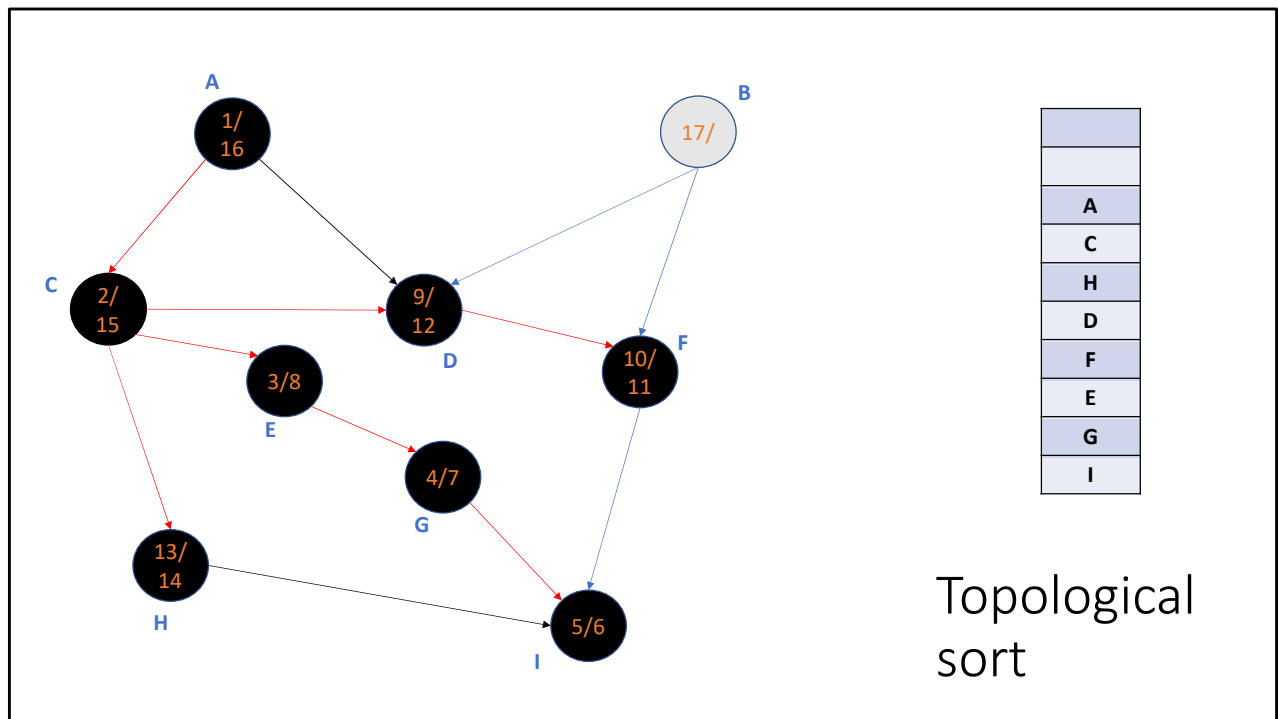 A
B
1/
16
17/
A
C
C
2/
15
9/
12
H
D
D
F
10/
11
F
3/8
E
E
G
4/7
G
I
13/
14
H
5/6
I
Topological
sort